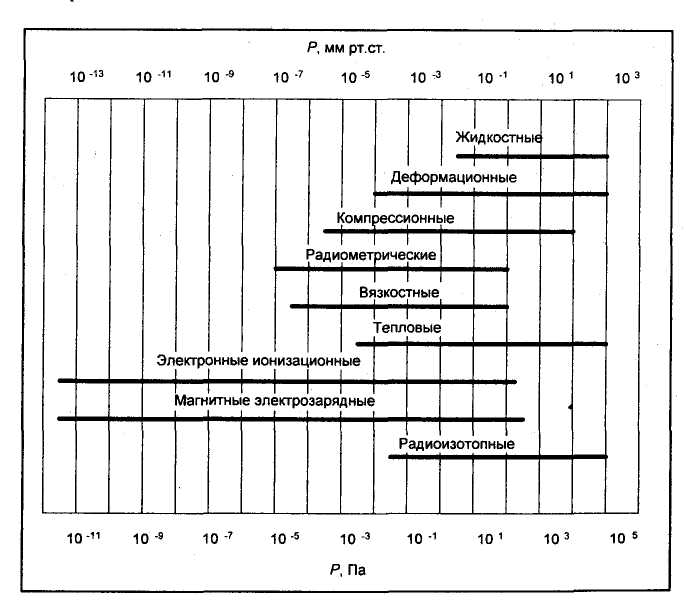 P, мм рт.ст.
10 -13 10 -11 10 -9 10 -7 10 -5 10 -3 10 -1 10 1 10 3
Жидкостные
Деформационные
Компрессионные
Радиометрические
Вязкостные
Тепловые
Электронные ионизационные
Магнитные электрозарядные
Радиоизотопные
10 -11 10 -9 10 -7 10 -5 10 -3 10 -1 10 1 10 3 10 5
P, Па